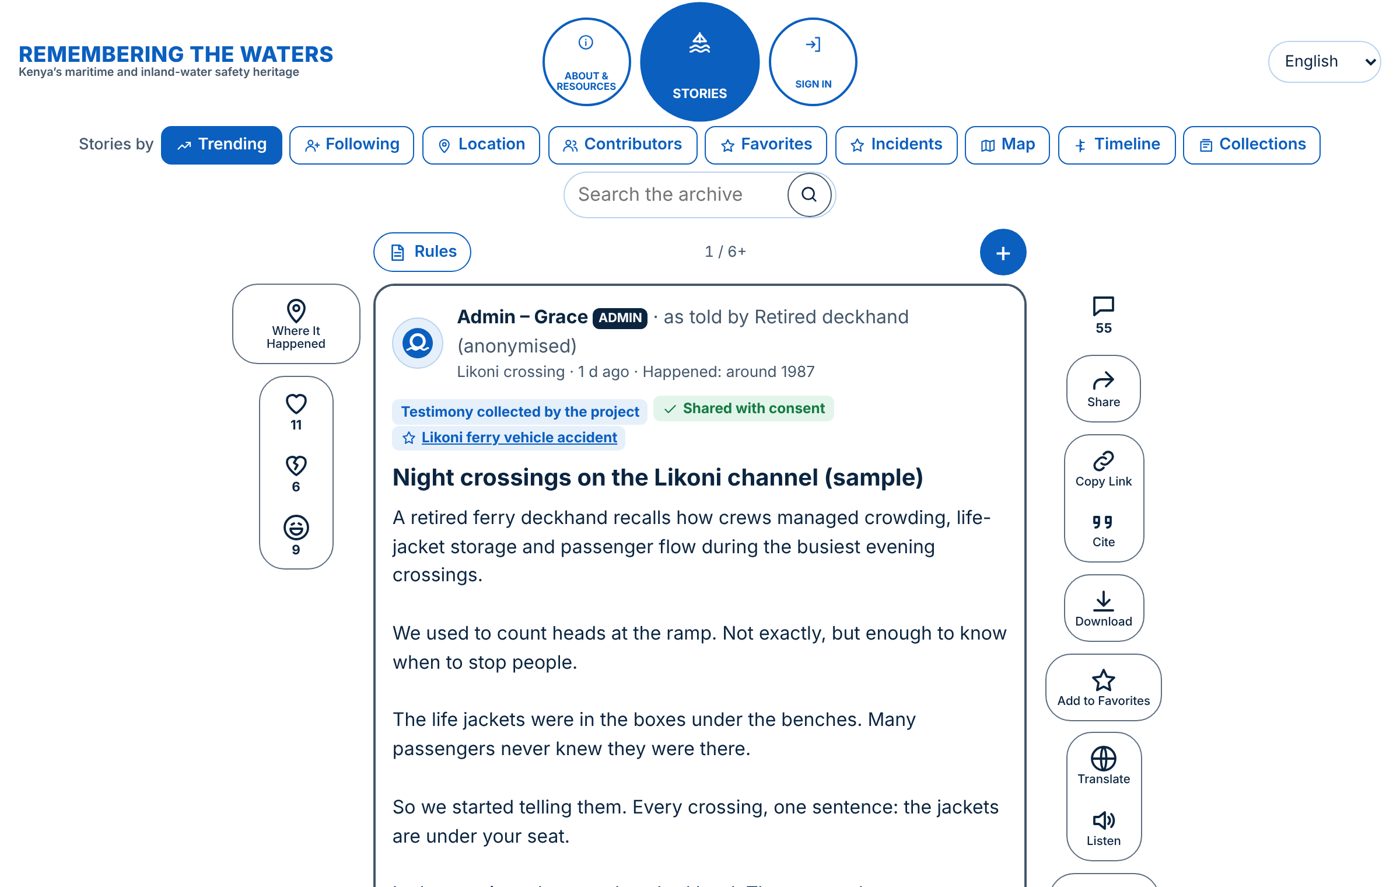 REMEMBERING THE WATERS
Kenya's maritime and inland-water safety heritage
ABOUT &
RESOURCES
STORIES
SIGN IN
English
Stories by
Trending
Following
Location
Contributors
Favorites
Incidents
Map
Timeline
Collections
Search the archive
Rules
1 / 6+
+
Where It
Happened
11
6
9
Admin – Grace ADMIN · as told by Retired deckhand
(anonymised)
Likoni crossing · 1 d ago · Happened: around 1987
Testimony collected by the project
Shared with consent
Likoni ferry vehicle accident
Night crossings on the Likoni channel (sample)
A retired ferry deckhand recalls how crews managed crowding, life-
jacket storage and passenger flow during the busiest evening
crossings.
We used to count heads at the ramp. Not exactly, but enough to know
when to stop people.
The life jackets were in the boxes under the benches. Many
passengers never knew they were there.
So we started telling them. Every crossing, one sentence: the jackets
are under your seat.
55
Share
Copy Link
Cite
Download
Add to Favorites
Translate
Listen